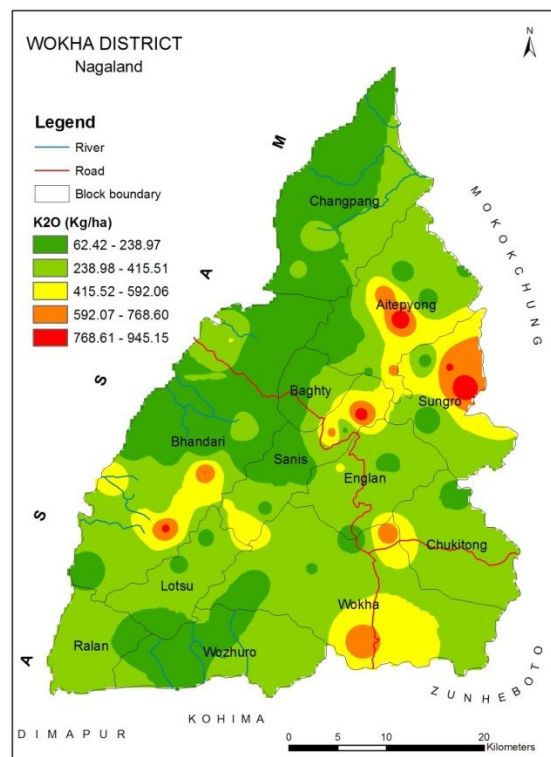 WOKHA DISTRICT
Nagaland
N
Legend
River
Road
Block boundary
K2O (Kg/ha)
62.42 - 238.97
238.98 - 415.51
415.52 - 592.06
592.07 - 768.60
768.61 - 945.15
ASSAM
MOKOKCHUNG
Changpang
Aitepyong
Baghty
Sungro
Bhandari
Sanis
Englan
Chukitong
Lotsu
Wokha
Ralan
Wozhuro
ZUNHEBOTO
KOHIMA
DIMAPUR
0 5 10 20
Kilometers